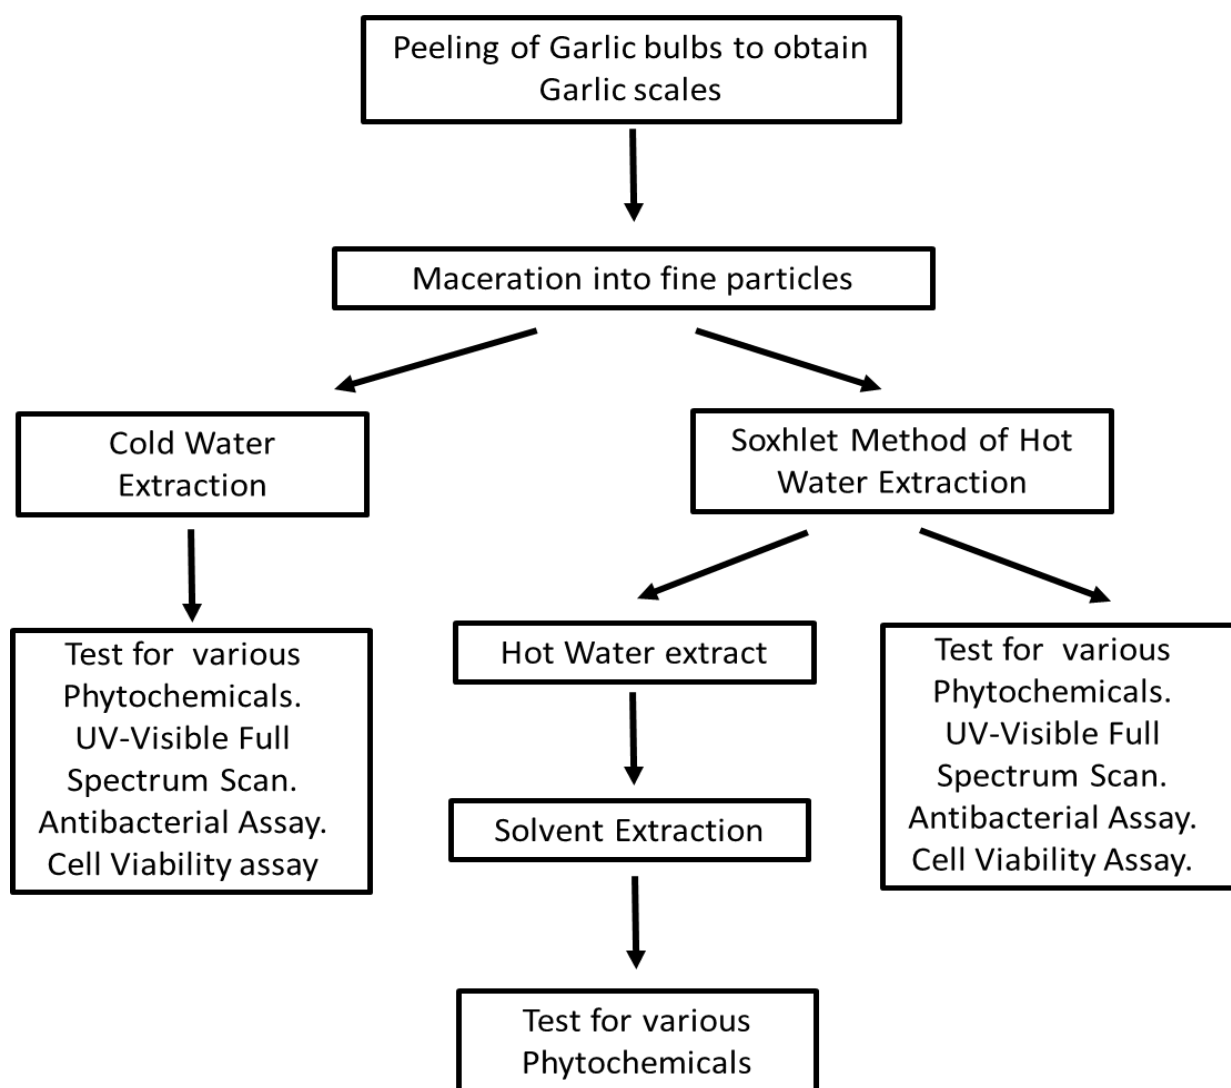 Peeling of Garlic bulbs to obtain
Garlic scales
Maceration into fine particles
Cold Water
Extraction
Soxhlet Method of Hot
Water Extraction
Test for various
Phytochemicals.
UV-Visible Full
Spectrum Scan.
Antibacterial Assay.
Cell Viability assay
Hot Water extract
Solvent Extraction
Test for various
Phytochemicals
Test for various
Phytochemicals.
UV-Visible Full
Spectrum Scan.
Antibacterial Assay.
Cell Viability Assay.